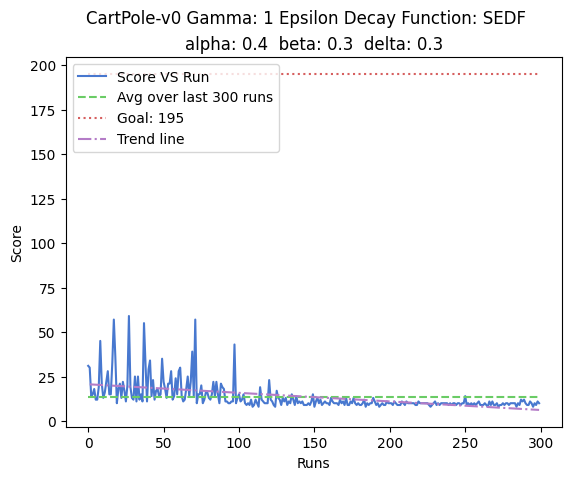 CartPole-v0 Gamma: 1 Epsilon Decay Function: SEDF
alpha: 0.4 beta: 0.3 delta: 0.3
Score VS Run
Avg over last 300 runs
Goal: 195
Trend line
200
175
150
125
100
75
50
25
0
Score
0
50
100
150
200
250
300
Runs